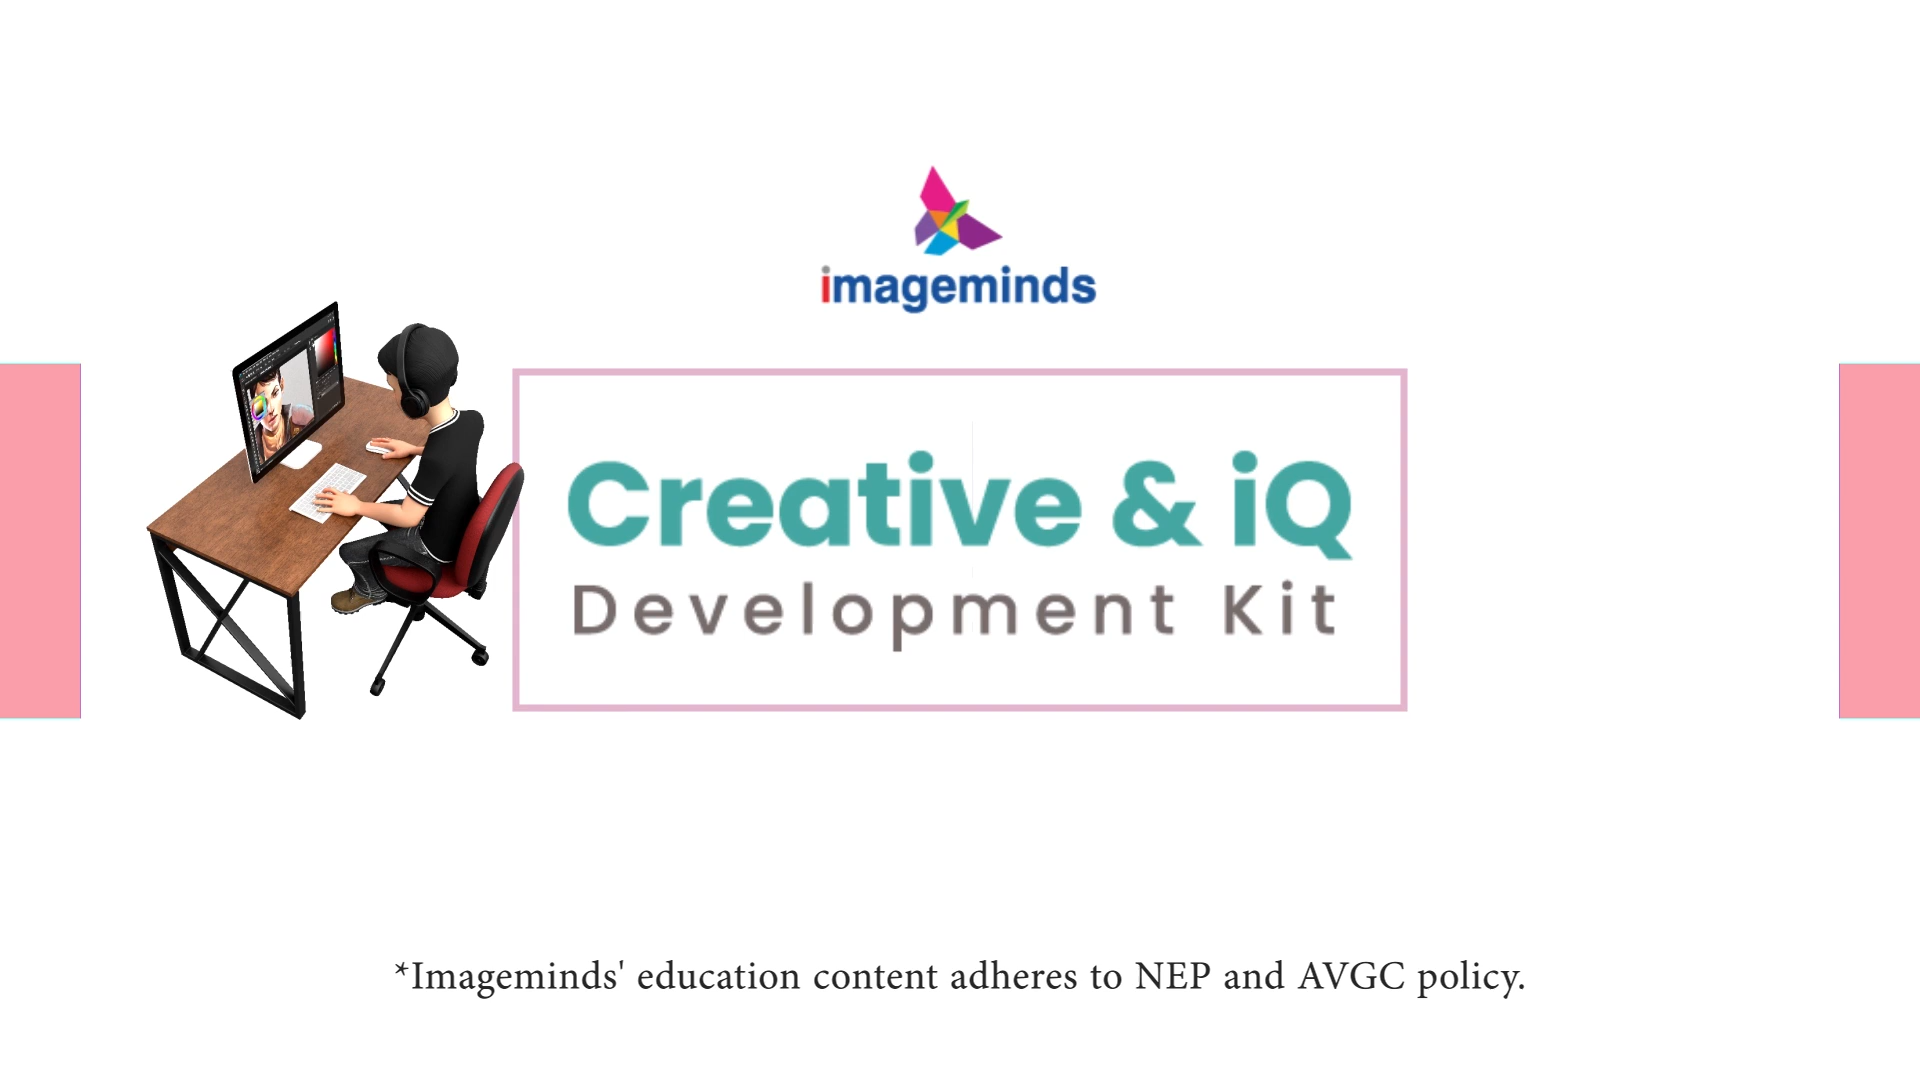 imageminds
Creative & iQ
Development Kit
*Imageminds' education content adheres to NEP and AVGC policy.